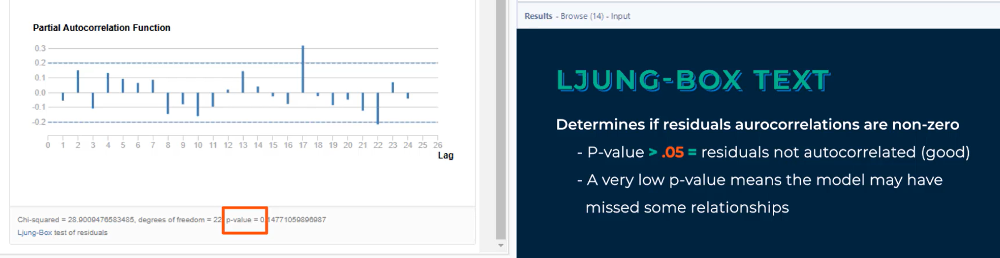 Partial Autocorrelation Function
0.3
0.2
0.1
0.0
-0.1
-0.2
0 1 2 3 4 5 6 7 8 9 10 11 12 13 14 15 16 17 18 19 20 21 22 23 24 25 26
Lag
Chi-squared = 28.9009476583485, degrees of freedom = 22 p-value = 0.14771059896987
Ljung-Box test of residuals
Results - Browse (14) - Input
LJUNG-BOX TEXT
Determines if residuals aurocorrelations are non-zero
- P-value > .05 = residuals not autocorrelated (good)
- A very low p-value means the model may have
missed some relationships